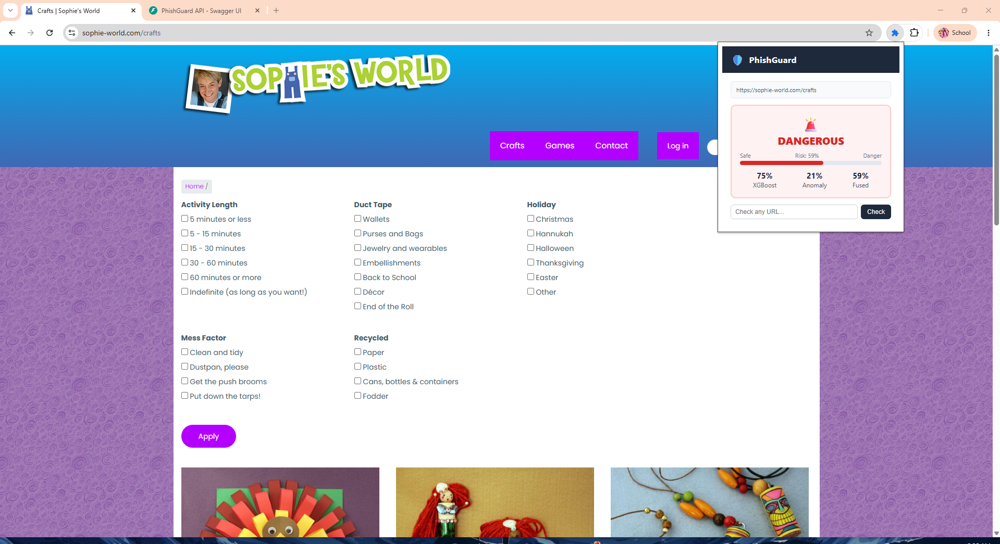 Crafts | Sophie's World
PhishGuard API - Swagger UI
sophie-world.com/crafts
School
SOPHIE'S WORLD
Crafts
Games
Contact
Log in
PhishGuard
https://sophie-world.com/crafts
DANGEROUS
Safe
Risk: 59%
Danger
75%
21%
59%
XGBoost
Anomaly
Fused
Check any URL...
Check
Home /
Activity Length
5 minutes or less
5 - 15 minutes
15 - 30 minutes
30 - 60 minutes
60 minutes or more
Indefinite (as long as you want!)
Duct Tape
Wallets
Purses and Bags
Jewelry and wearables
Embellishments
Back to School
Décor
End of the Roll
Holiday
Christmas
Hannukah
Halloween
Thanksgiving
Easter
Other
Mess Factor
Clean and tidy
Dustpan, please
Get the push brooms
Put down the tarps!
Recycled
Paper
Plastic
Cans, bottles & containers
Fodder
Apply